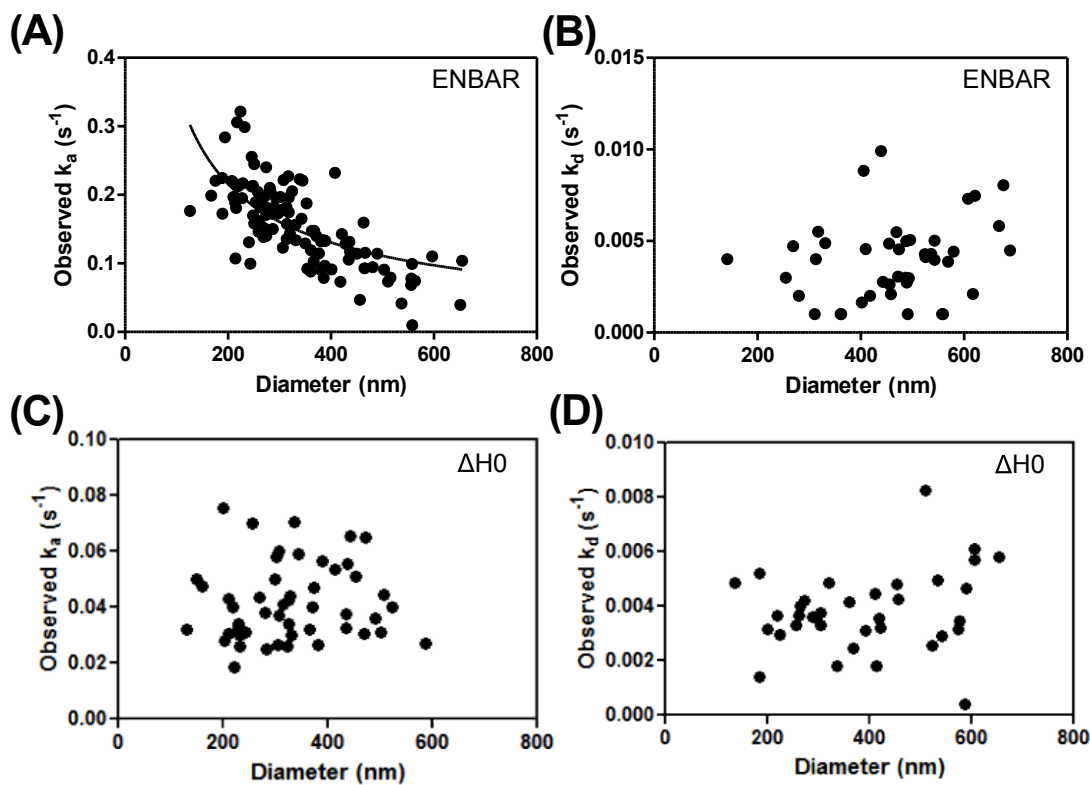 (A)
ENBAR
Observed kₐ (s⁻¹)
0.4
0.3
0.2
0.1
0.0
0 200 400 600 800
Diameter (nm)
(B)
ENBAR
Observed k_d (s⁻¹)
0.015
0.010
0.005
0.000
0 200 400 600 800
Diameter (nm)
(C)
ΔH0
Observed kₐ (s⁻¹)
0.10
0.08
0.06
0.04
0.02
0.00
0 200 400 600 800
Diameter (nm)
(D)
ΔH0
Observed k_d (s⁻¹)
0.010
0.008
0.006
0.004
0.002
0.000
0 200 400 600 800
Diameter (nm)